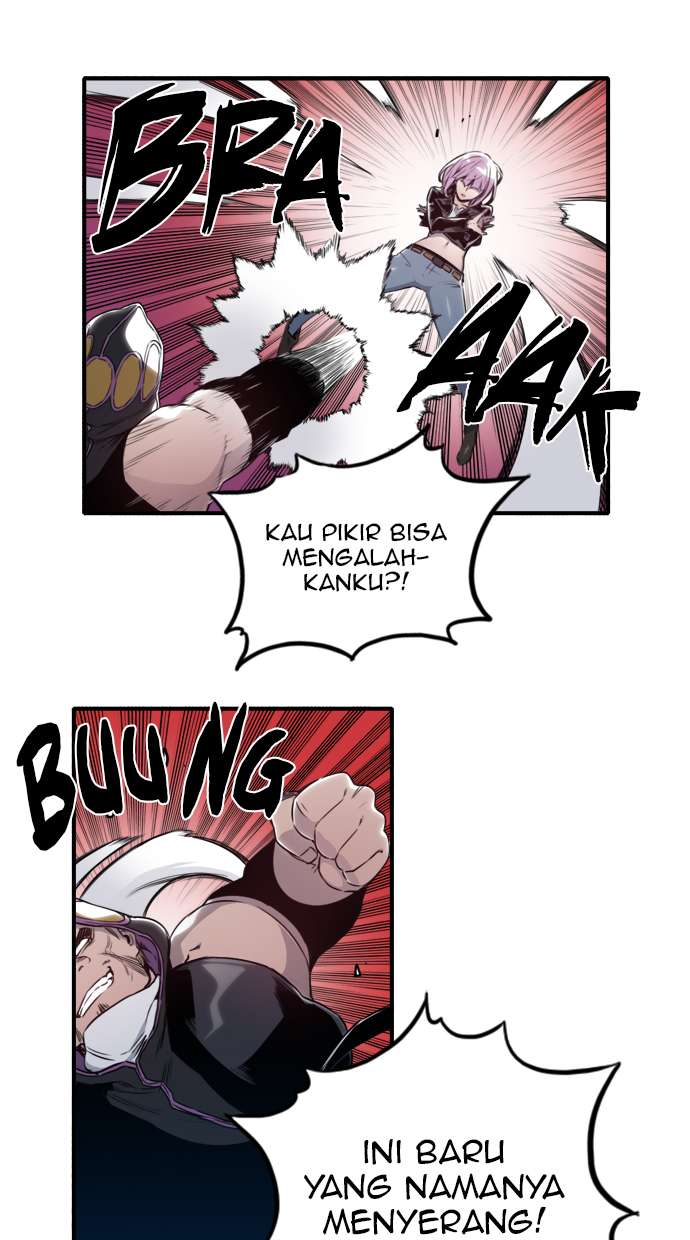 BRA
AAK
KAU PIKIR BISA
MENGALAH-
KANKU?!
BUUNG
INI BARU
YANG NAMANYA
MENYERANG!